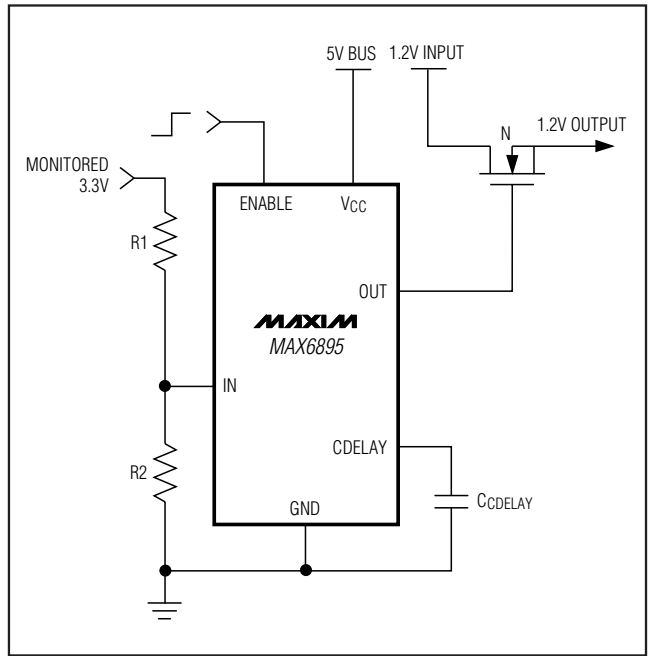 5V BUS
1.2V INPUT
N
1.2V OUTPUT
MONITORED
3.3V
ENABLE
VCC
R1
OUT
MAXIM
MAX6895
IN
CDELAY
R2
CCDELAY
GND